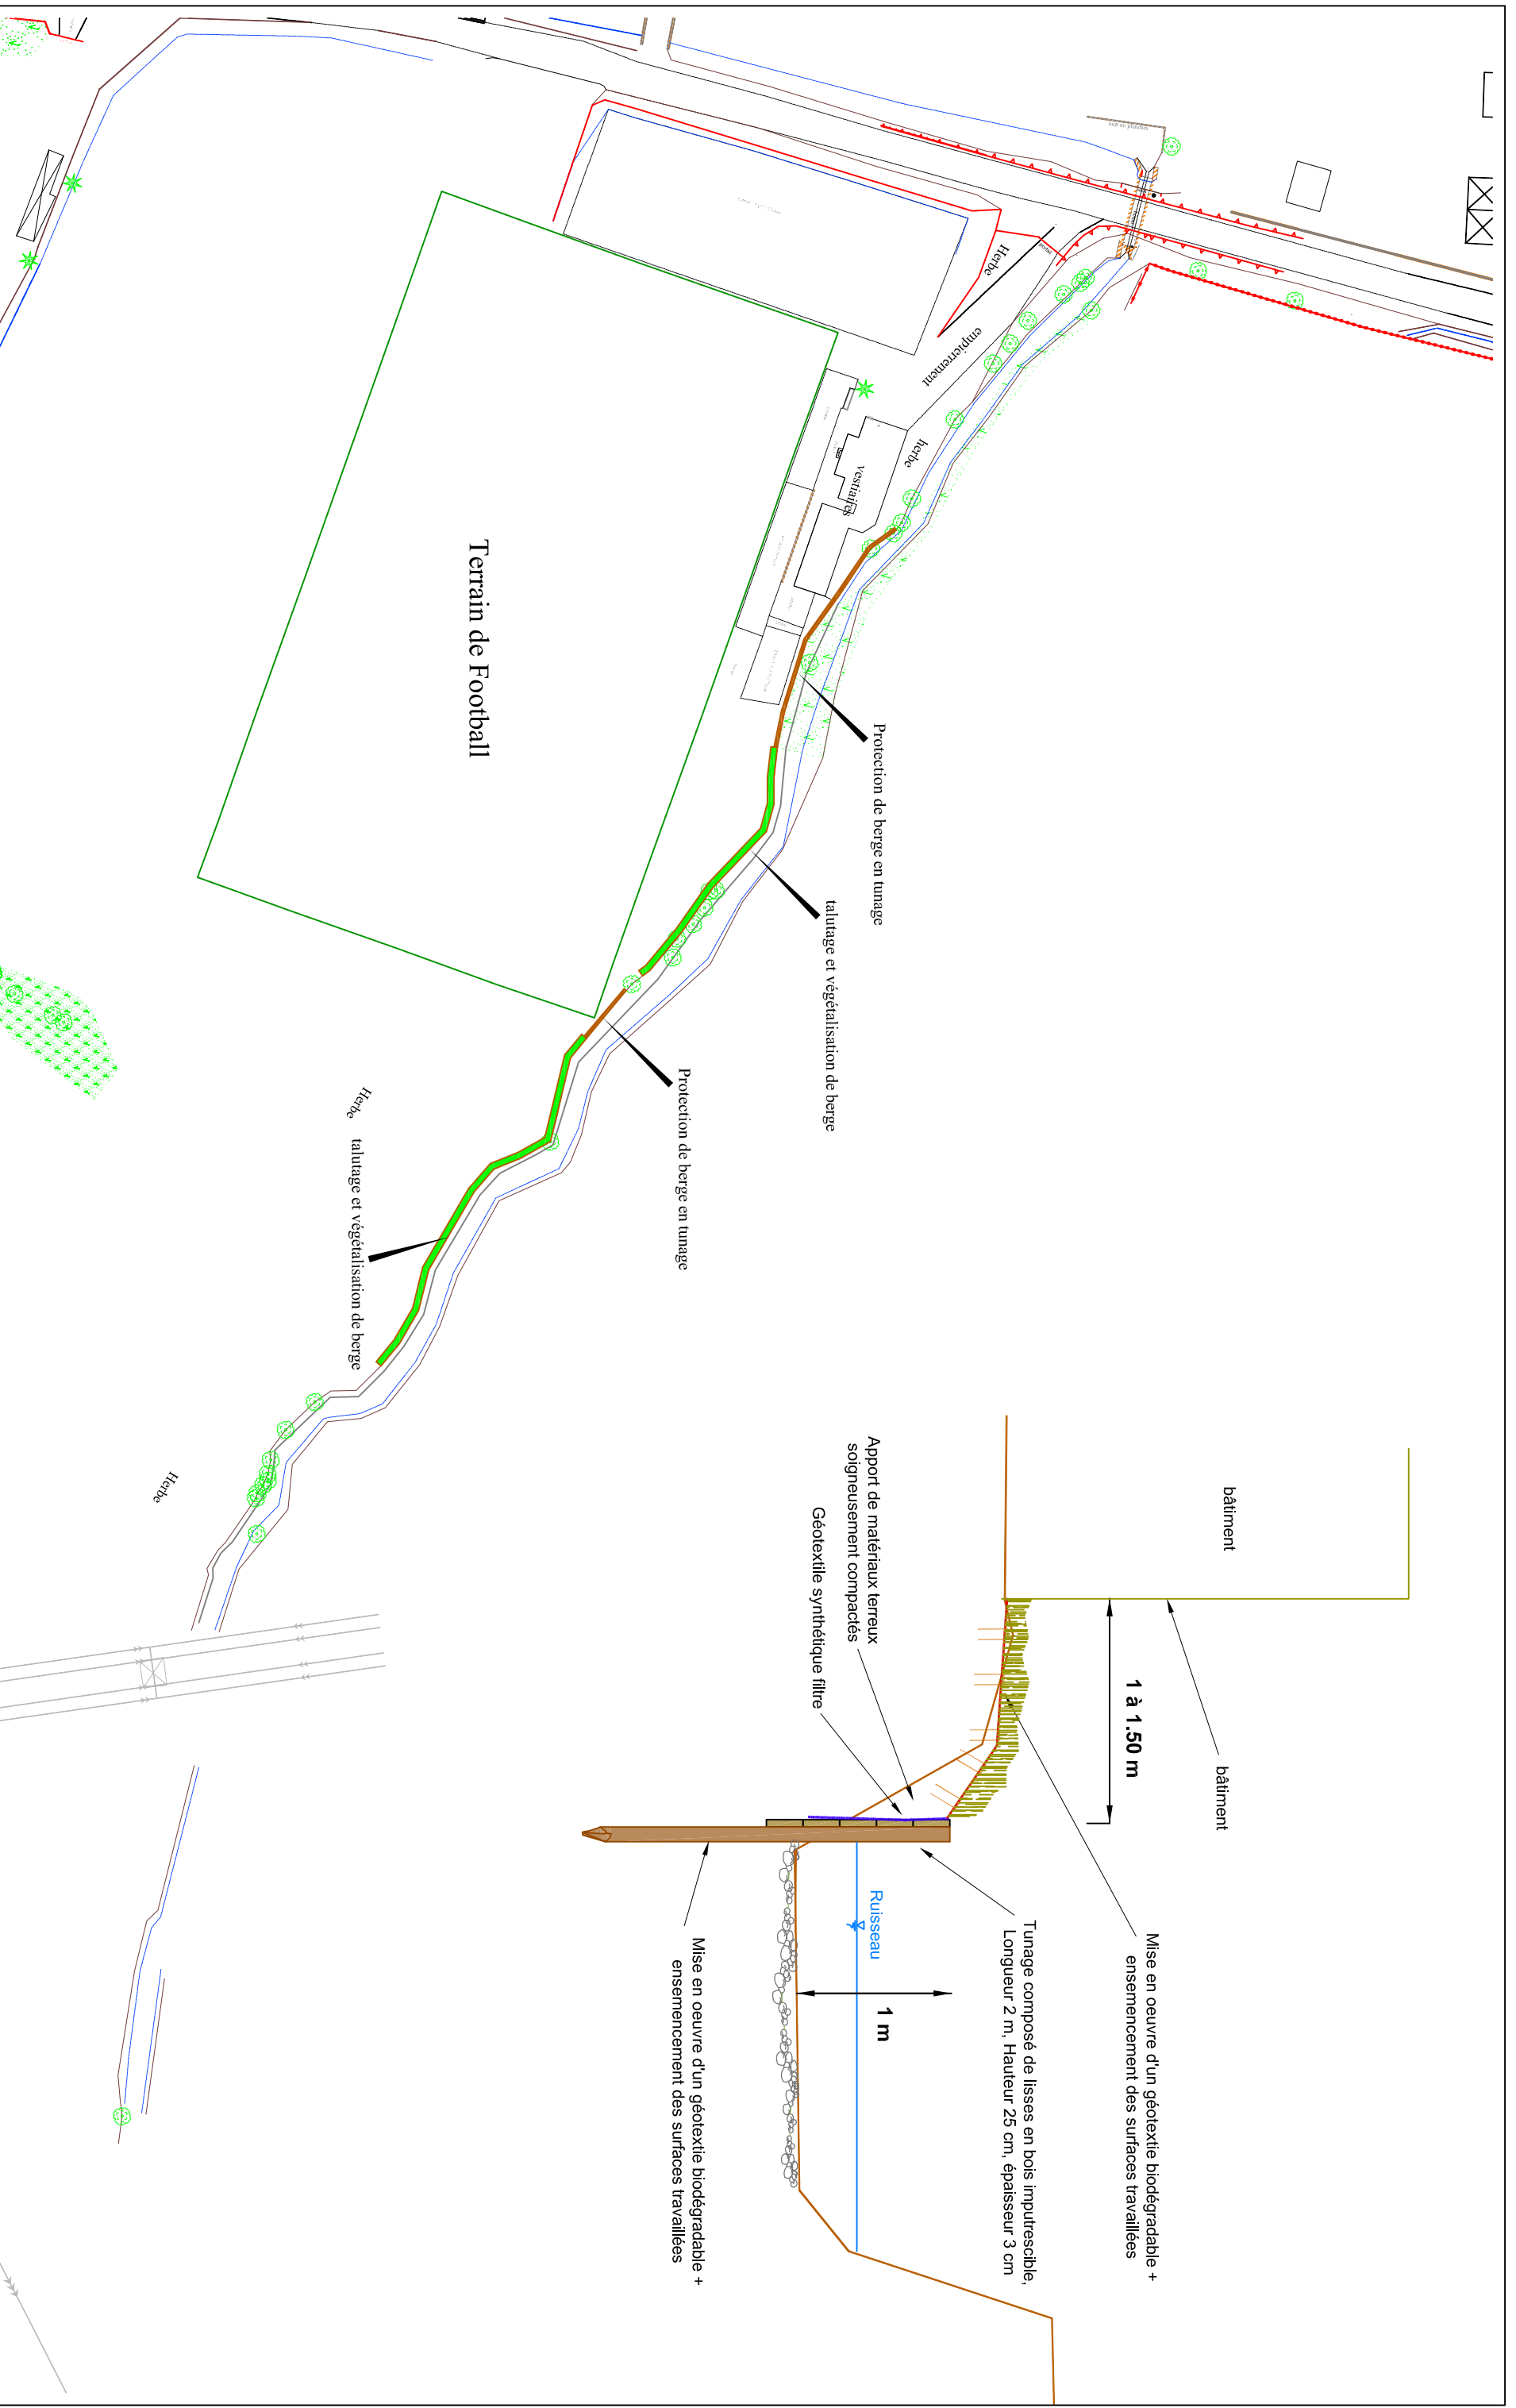 Herbe
empierrement
herbe
vestiaires
Terrain de Football
Protection de berge en tunage
talutage et végétalisation de berge
Protection de berge en tunage
Herbe
talutage et végétalisation de berge
Herbe
bâtiment
bâtiment
1 à 1.50 m
Mise en oeuvre d'un géotextie biodégradable +
ensemencement des surfaces travaillées
Apport de matériaux terreux
soigneusement compactés
Géotextile synthétique filtre
Tunage composé de lisses en bois imputrescible,
Longueur 2 m, Hauteur 25 cm, épaisseur 3 cm
Ruisseau
1 m
Mise en oeuvre d'un géotextie biodégradable +
ensemencement des surfaces travaillées